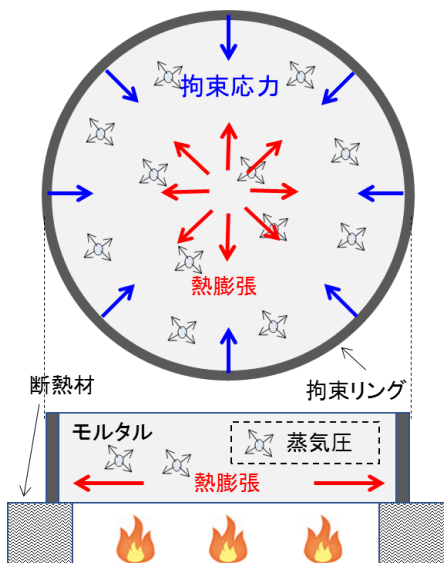 拘束応力
熱膨張
断熱材
拘束リング
モルタル
蒸気圧
熱膨張